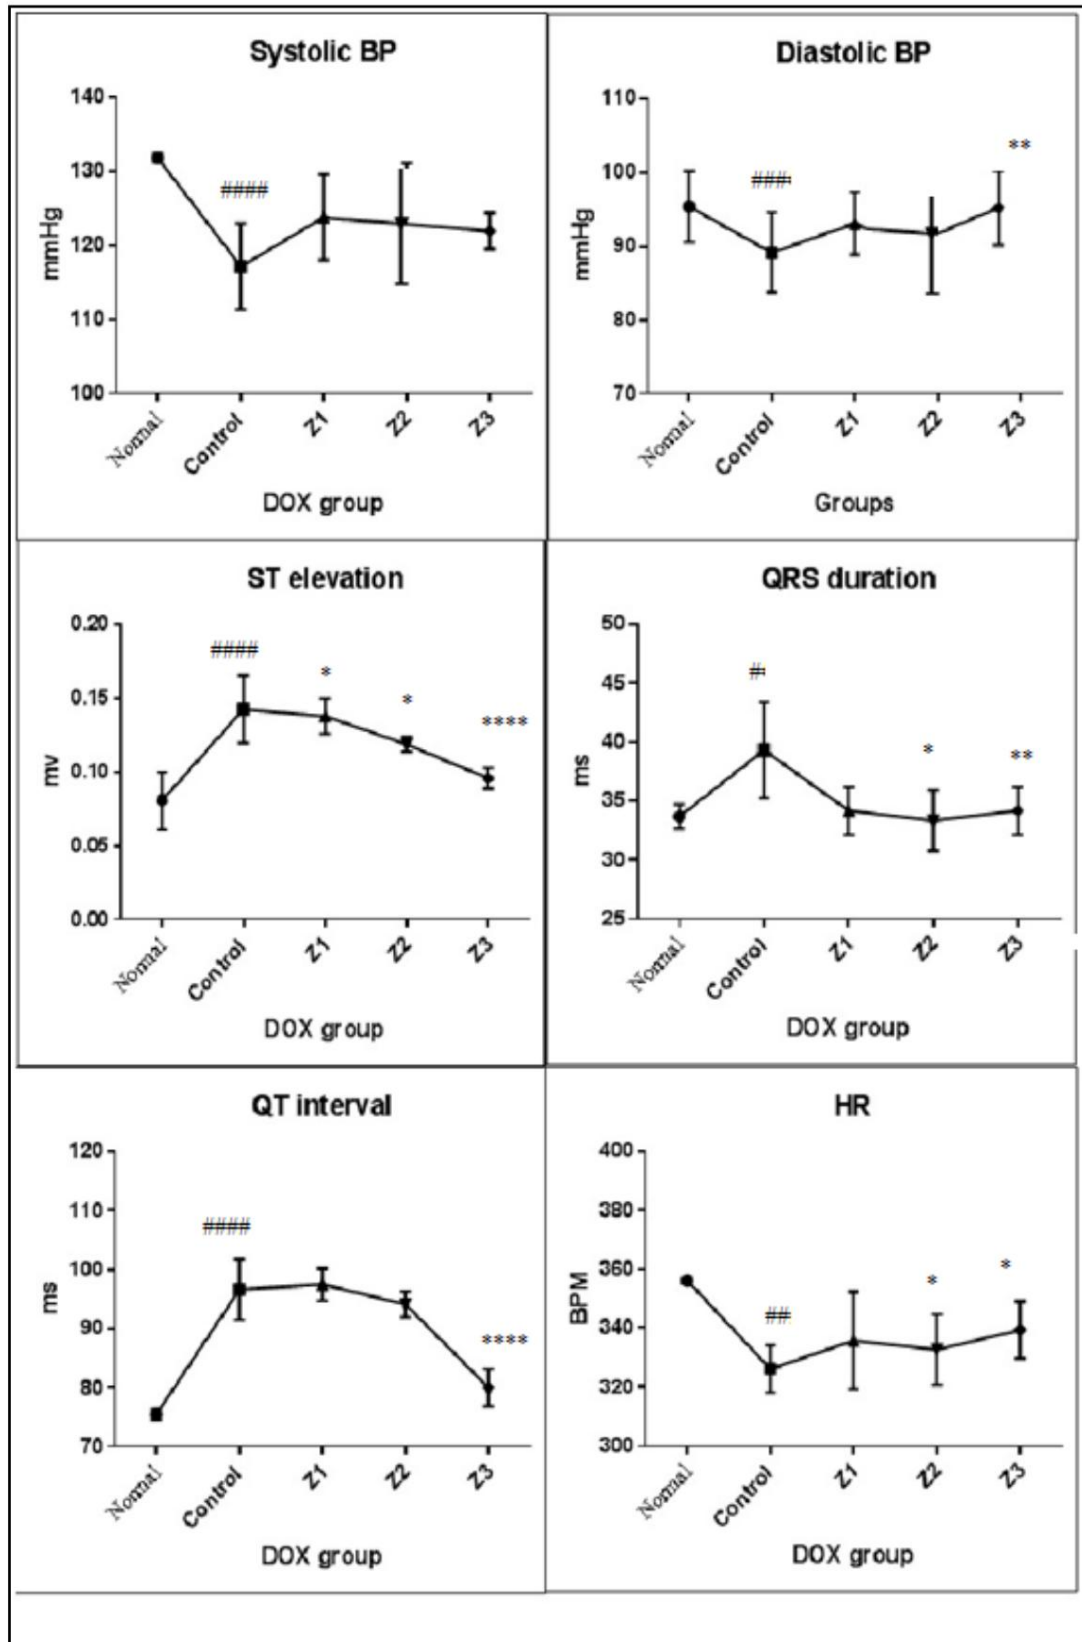 Systolic BP
140
130
120
110
100
mmHg
####
Normal
Control
Z1
Z2
Z3
DOX group
Diastolic BP
110
100
90
80
70
mmHg
###
**
Normal
Control
Z1
Z2
Z3
Groups
ST elevation
0.20
0.15
0.10
0.05
0.00
mv
####
*
*
****
Normal
Control
Z1
Z2
Z3
DOX group
QRS duration
50
45
40
35
30
25
ms
#
*
**
Normal
Control
Z1
Z2
Z3
DOX group
QT interval
120
110
100
90
80
70
ms
####
****
Normal
Control
Z1
Z2
Z3
DOX group
HR
400
380
360
340
320
300
BPM
##
*
*
Normal
Control
Z1
Z2
Z3
DOX group